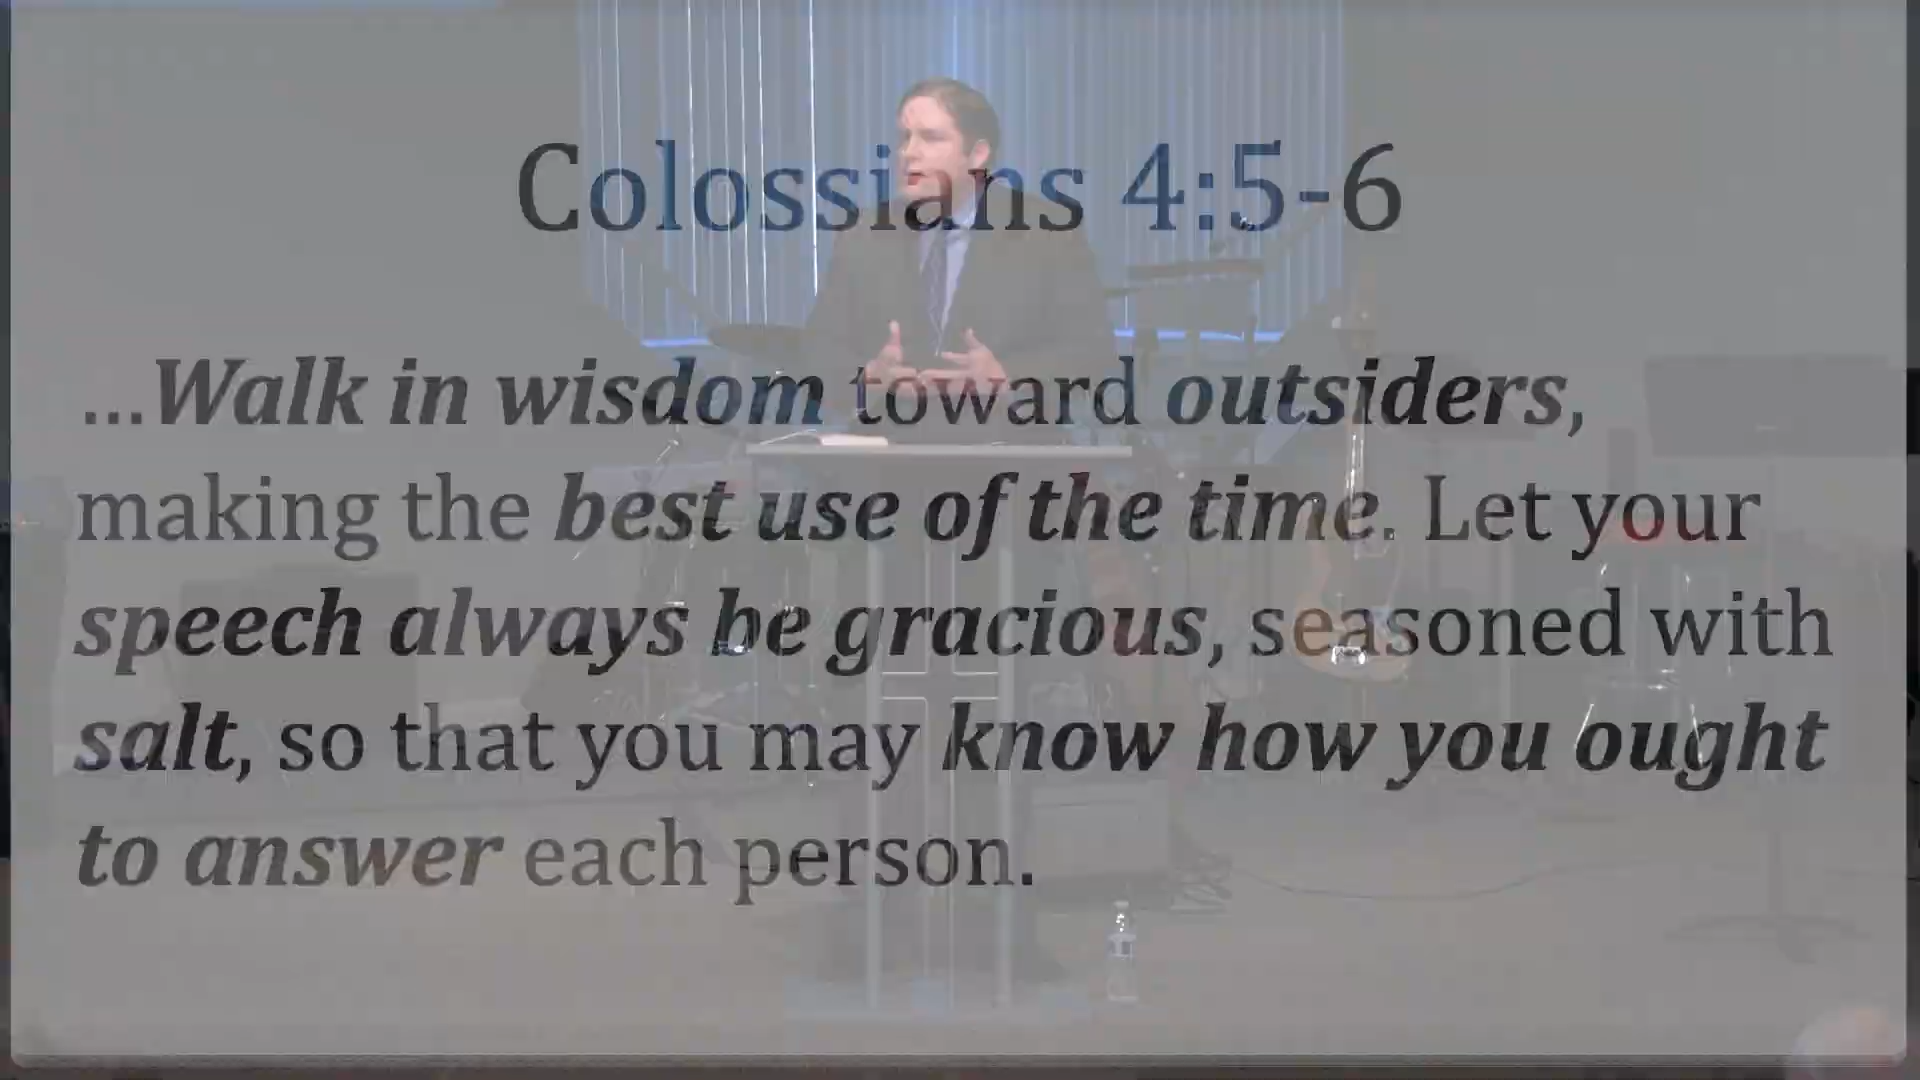 Colossians 4:5-6
...Walk in wisdom toward outsiders,
making the best use of the time. Let your
speech always be gracious, seasoned with
salt, so that you may know how you ought
to answer each person.